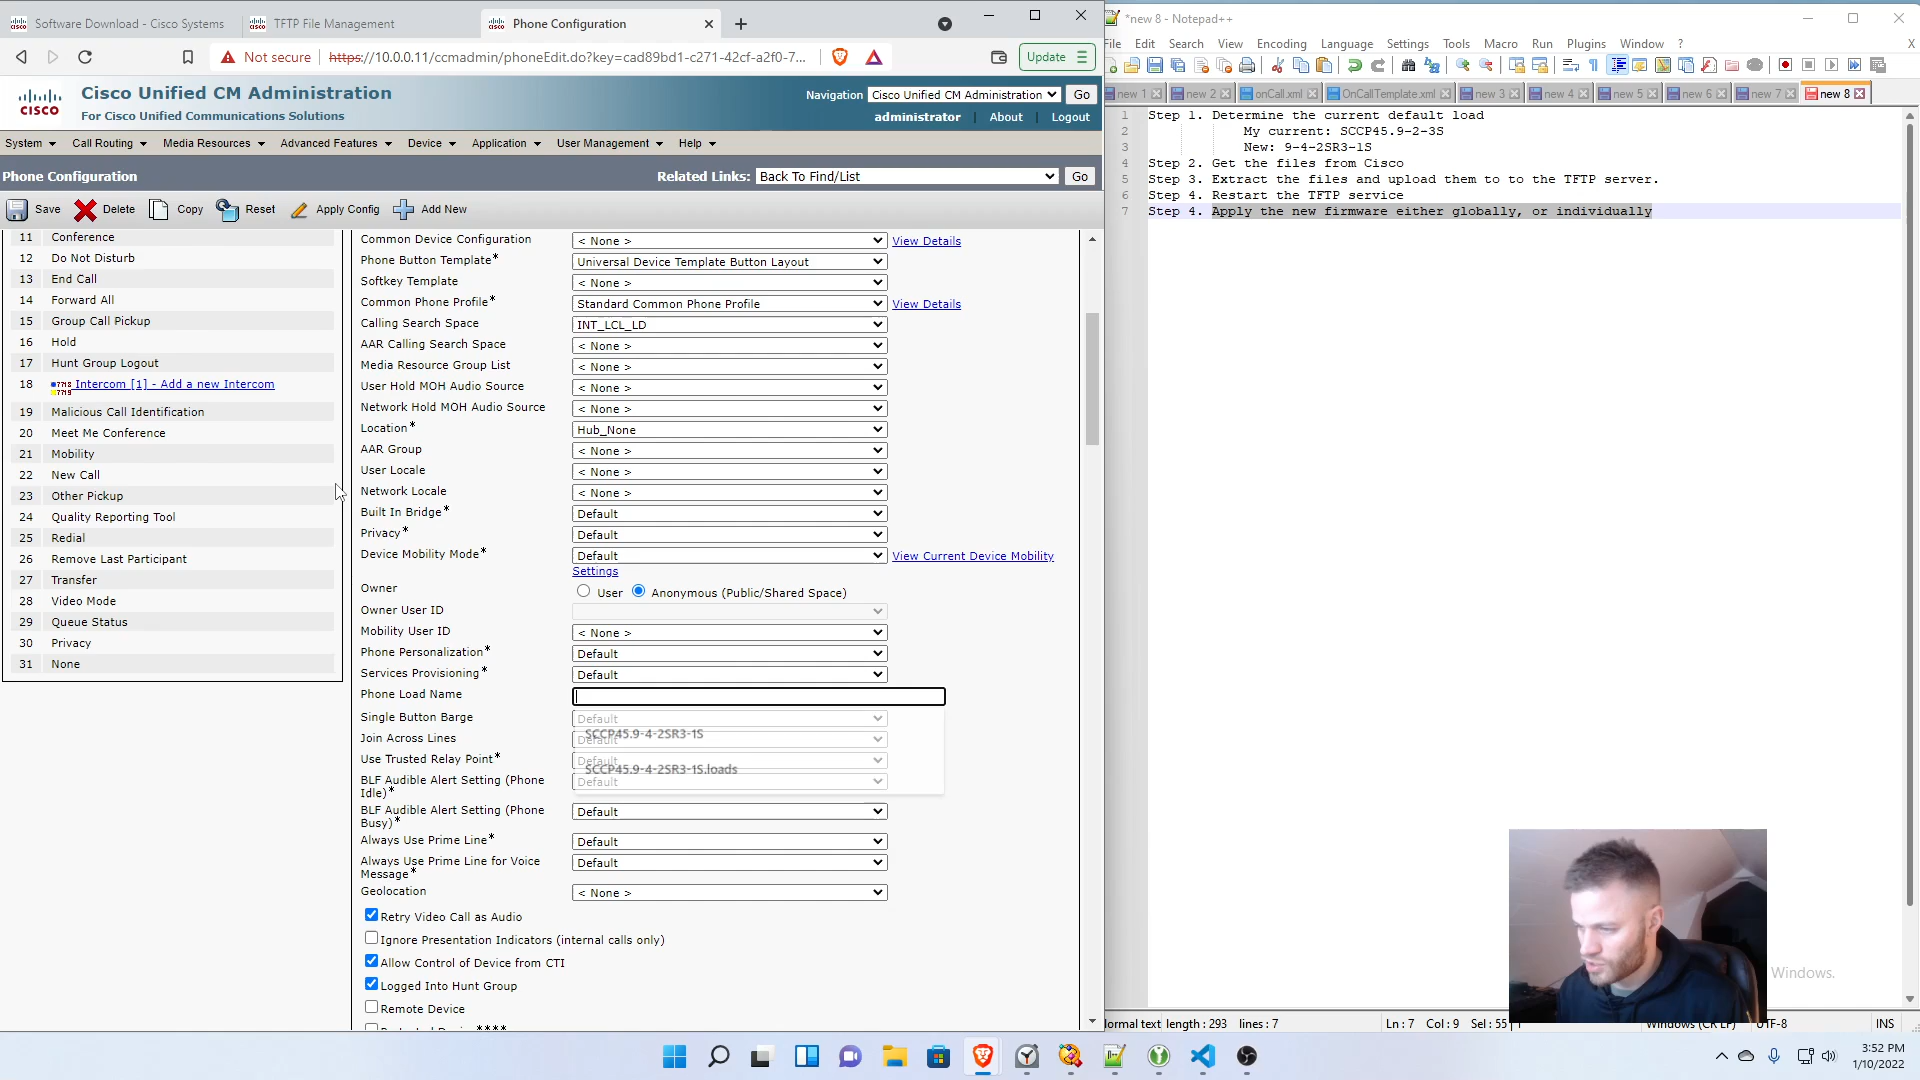 Software Download - Cisco Systems
TFTP File Management
Phone Configuration
Not secure
https://10.0.0.11/ccmadmin/phoneEdit.do?key=cad89bd1-c271-42cf-a2f0-7...
Update
CISCO
Cisco Unified CM Administration
For Cisco Unified Communications Solutions
Navigation Cisco Unified CM Administration Go
administrator About Logout
System Call Routing Media Resources Advanced Features Device Application User Management Help
Phone Configuration
Related Links: Back To Find/List Go
Save Delete Copy Reset Apply Config Add New
11 Conference
12 Do Not Disturb
13 End Call
14 Forward All
15 Group Call Pickup
16 Hold
17 Hunt Group Logout
18 Intercom [1] - Add a new Intercom
19 Malicious Call Identification
20 Meet Me Conference
21 Mobility
22 New Call
23 Other Pickup
24 Quality Reporting Tool
25 Redial
26 Remove Last Participant
27 Transfer
28 Video Mode
29 Queue Status
30 Privacy
31 None
Common Device Configuration < None > View Details
Phone Button Template* Universal Device Template Button Layout
Softkey Template < None >
Common Phone Profile* Standard Common Phone Profile View Details
Calling Search Space INT_LCL_LD
AAR Calling Search Space < None >
Media Resource Group List < None >
User Hold MOH Audio Source < None >
Network Hold MOH Audio Source < None >
Location* Hub_None
AAR Group < None >
User Locale < None >
Network Locale < None >
Built In Bridge* Default
Privacy* Default
Device Mobility Mode* Default View Current Device Mobility
Settings
Owner User Anonymous (Public/Shared Space)
Owner User ID
Mobility User ID < None >
Phone Personalization* Default
Services Provisioning* Default
Phone Load Name
Single Button Barge Default
SCCP45.9-4-2SR3-1S
Join Across Lines Default
Use Trusted Relay Point* Default
SCCP45.9-4-2SR3-1S.loads
BLF Audible Alert Setting (Phone Default
Idle)*
BLF Audible Alert Setting (Phone Default
Busy)*
Always Use Prime Line* Default
Always Use Prime Line for Voice Default
Message*
Geolocation < None >
Retry Video Call as Audio
Ignore Presentation Indicators (internal calls only)
Allow Control of Device from CTI
Logged Into Hunt Group
Remote Device
*new 8 - Notepad++
File Edit Search View Encoding Language Settings Tools Macro Run Plugins Window ? X
new 1 new 2 onCall.xml OnCallTemplate.xml new 3 new 4 new 5 new 6 new 7 new 8
1 Step 1. Determine the current default load
2 My current: SCCP45.9-2-3S
3 New: 9-4-2SR3-1S
4 Step 2. Get the files from Cisco
5 Step 3. Extract the files and upload them to to the TFTP server.
6 Step 4. Restart the TFTP service
7 Step 4. Apply the new firmware either globally, or individually
Windows.
ormal text length : 293 lines : 7 Ln : 7 Col : 9 Sel : 55 Windows (CR LF) UTF-8 INS
3:52 PM
1/10/2022